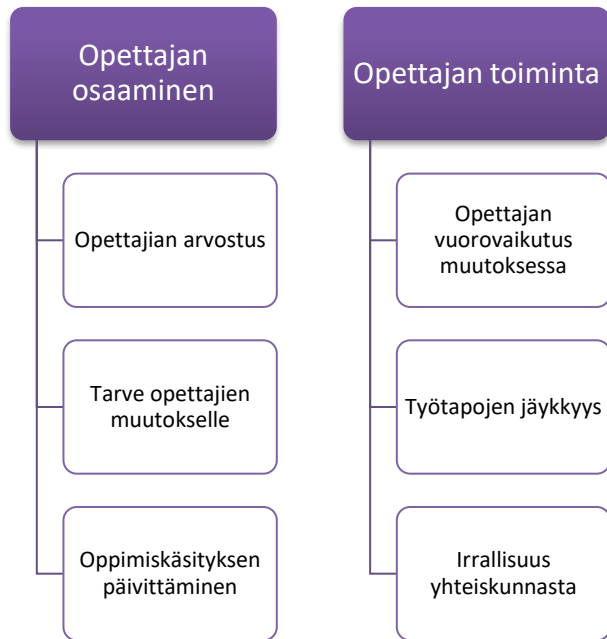 Opettajan
osaaminen
Opettajian arvostus
Tarve opettajien
muutokselle
Oppimiskäsityksen
päivittäminen
Opettajan toiminta
Opettajan
vuorovaikutus
muutoksessa
Työtapojen jäykkyys
Irrallisuus
yhteiskunnasta